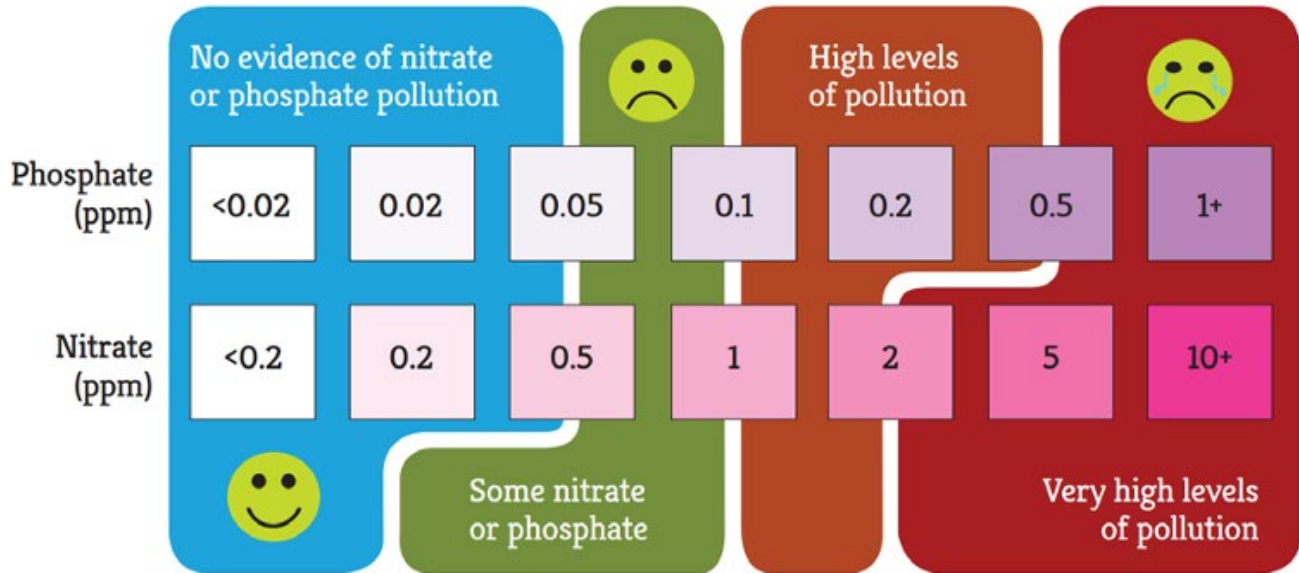 No evidence of nitrate
or phosphate pollution
High levels
of pollution
Phosphate
(ppm)
<0.02 0.02 0.05 0.1 0.2 0.5 1+
Nitrate
(ppm)
<0.2 0.2 0.5 1 2 5 10+
Some nitrate
or phosphate
Very high levels
of pollution